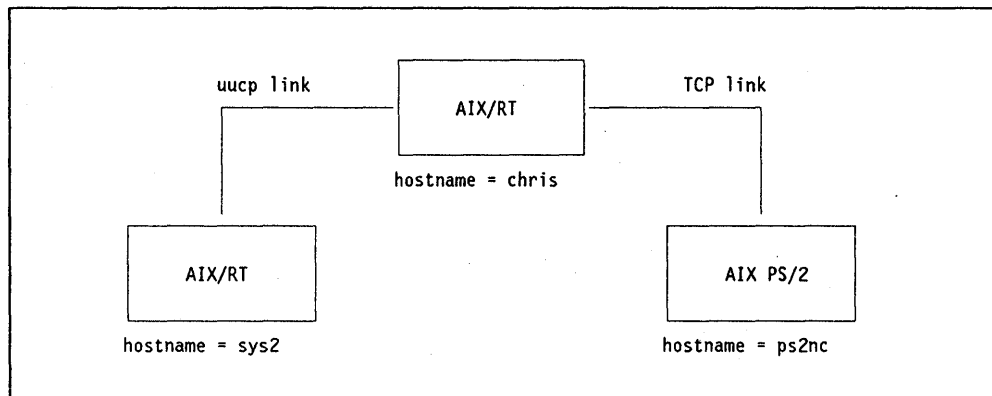 uucp link
AIX/RT
TCP link
hostname = chris
AIX/RT
AIX PS/2
hostname = sys2
hostname = ps2nc